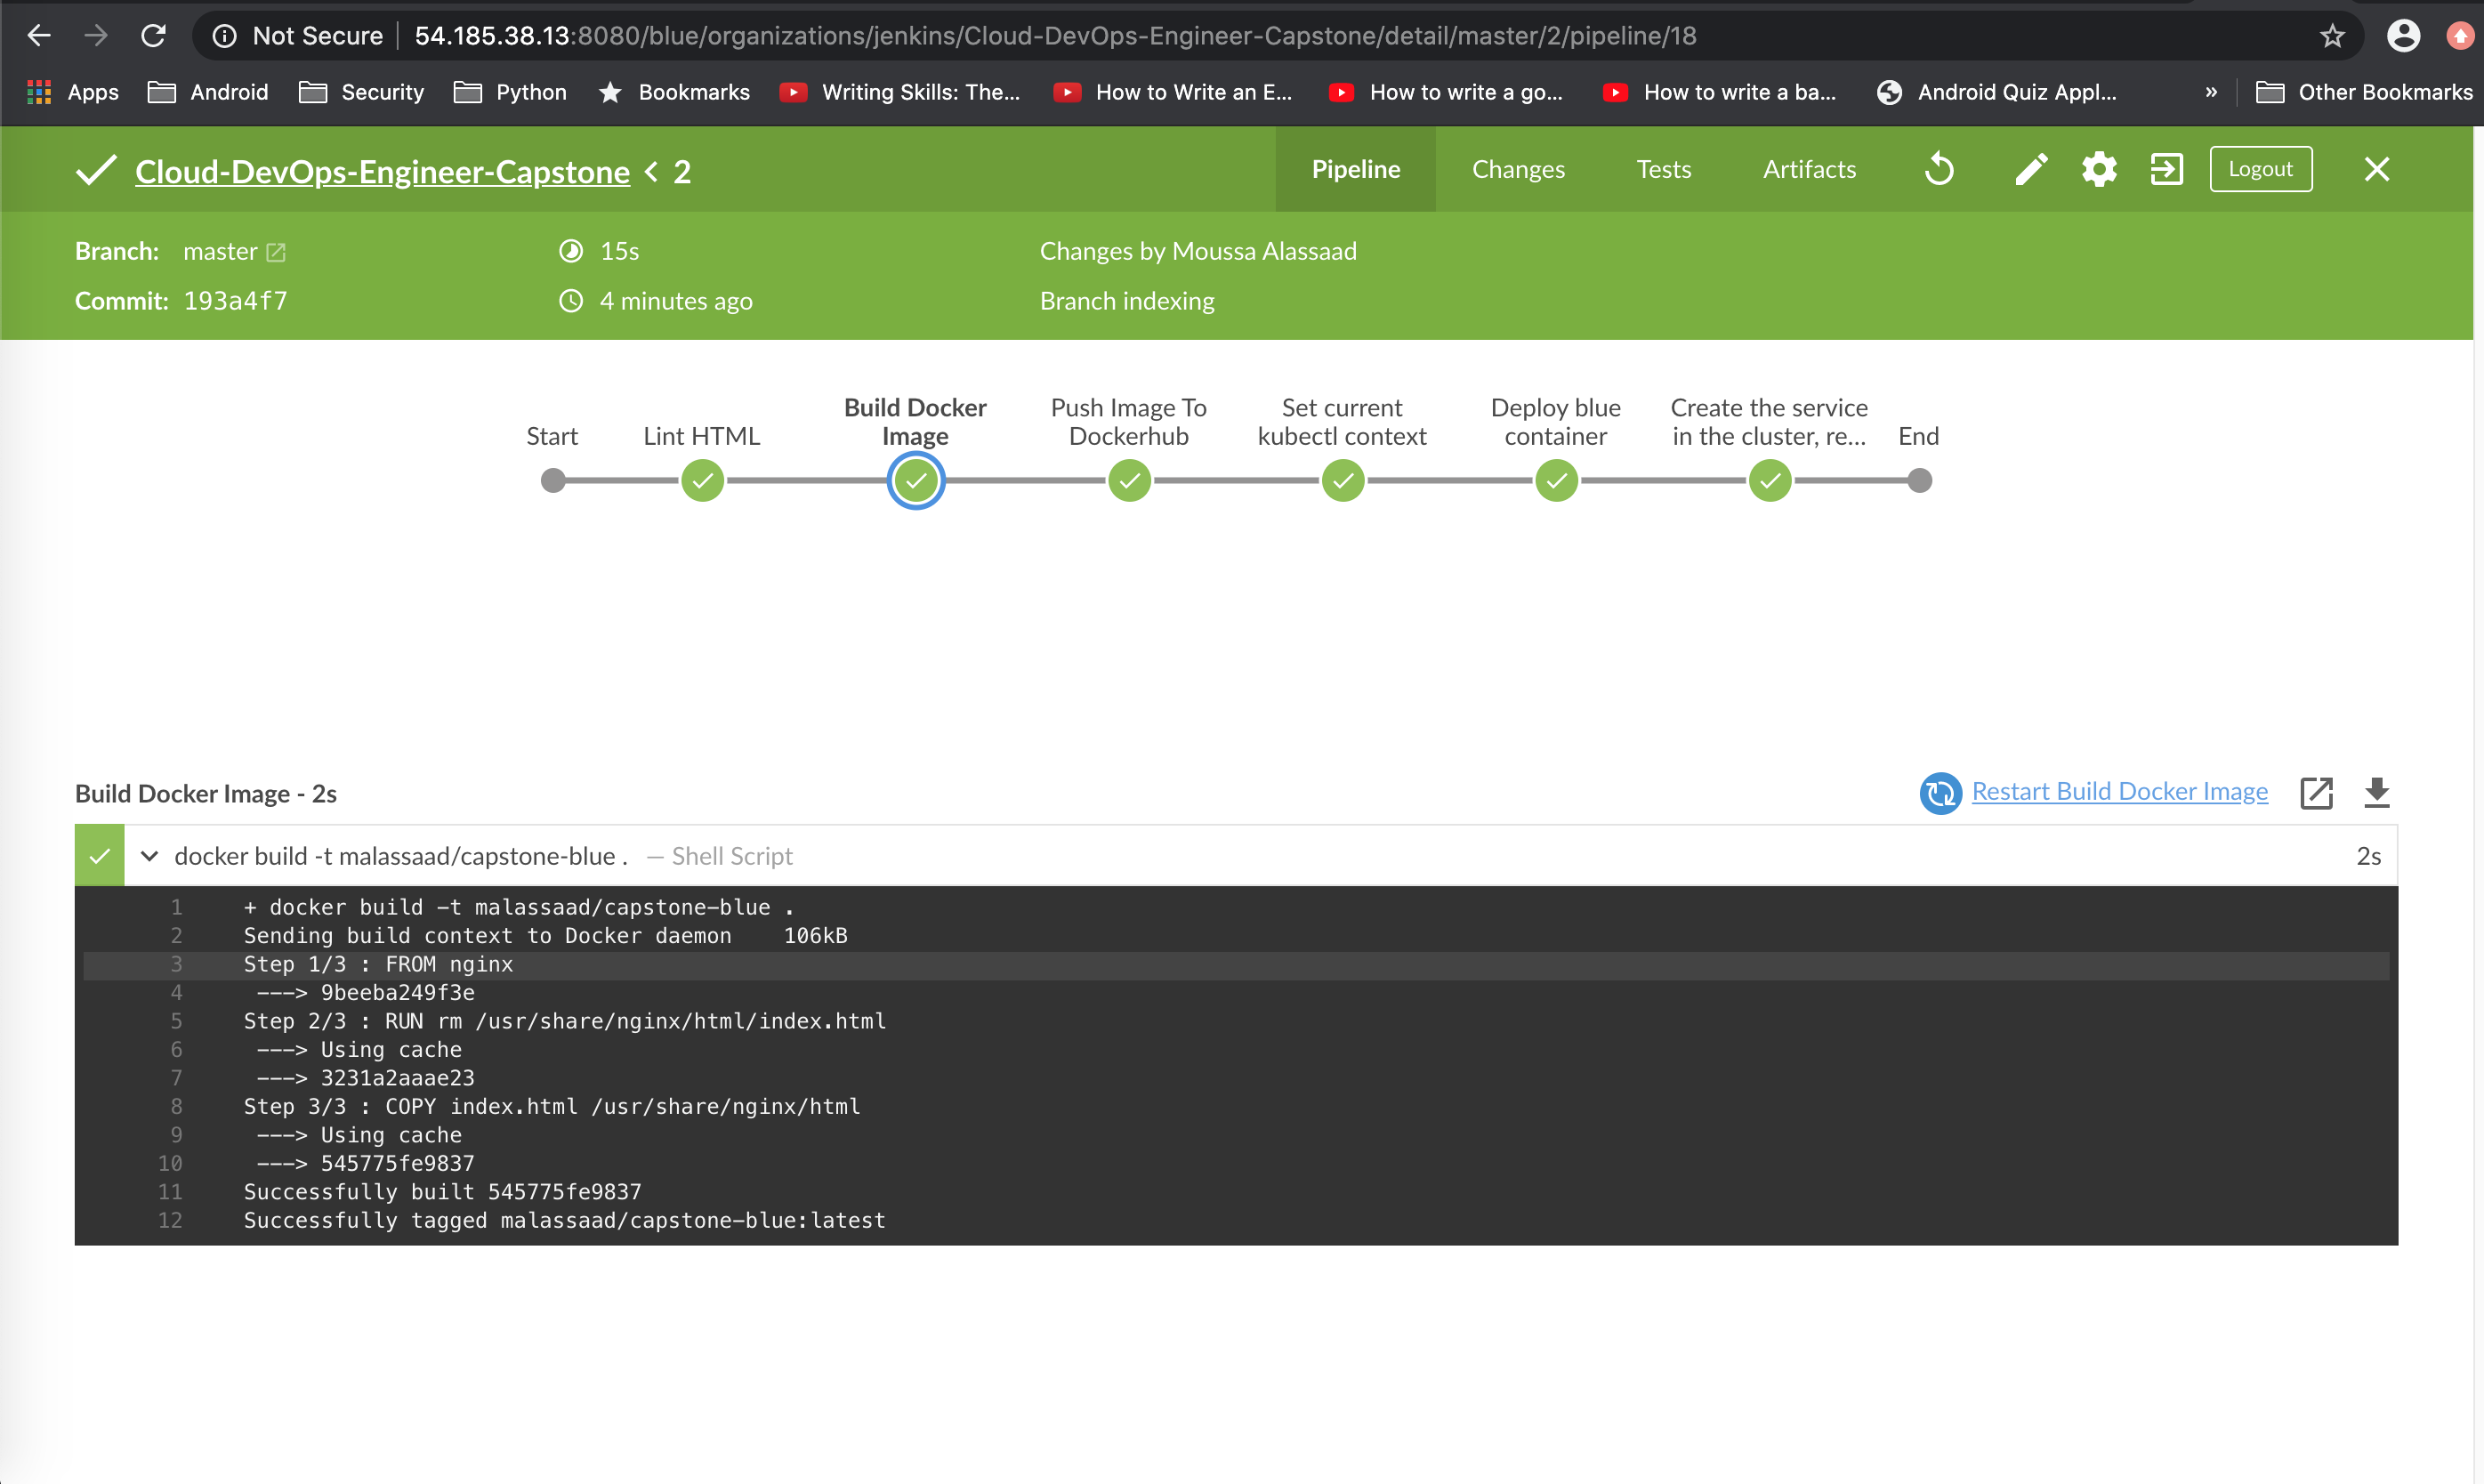 Not Secure 54.185.38.13:8080/blue/organizations/jenkins/Cloud-DevOps-Engineer-Capstone/detail/master/2/pipeline/18
Apps Android Security Python Bookmarks Writing Skills: The... How to Write an E... How to write a go... How to write a ba... Android Quiz Appl... » Other Bookmarks
Cloud-DevOps-Engineer-Capstone < 2 Pipeline Changes Tests Artifacts Logout
Branch: master 15s Changes by Moussa Alassaad
Commit: 193a4f7 4 minutes ago Branch indexing
Start Lint HTML Build Docker Image Push Image To Dockerhub Set current kubectl context Deploy blue container Create the service in the cluster, re... End
Build Docker Image - 2s Restart Build Docker Image
docker build -t malassaad/capstone-blue . — Shell Script 2s
1 + docker build -t malassaad/capstone-blue .
2 Sending build context to Docker daemon 106kB
3 Step 1/3 : FROM nginx
4 ---> 9beeba249f3e
5 Step 2/3 : RUN rm /usr/share/nginx/html/index.html
6 ---> Using cache
7 ---> 3231a2aaae23
8 Step 3/3 : COPY index.html /usr/share/nginx/html
9 ---> Using cache
10 ---> 545775fe9837
11 Successfully built 545775fe9837
12 Successfully tagged malassaad/capstone-blue:latest